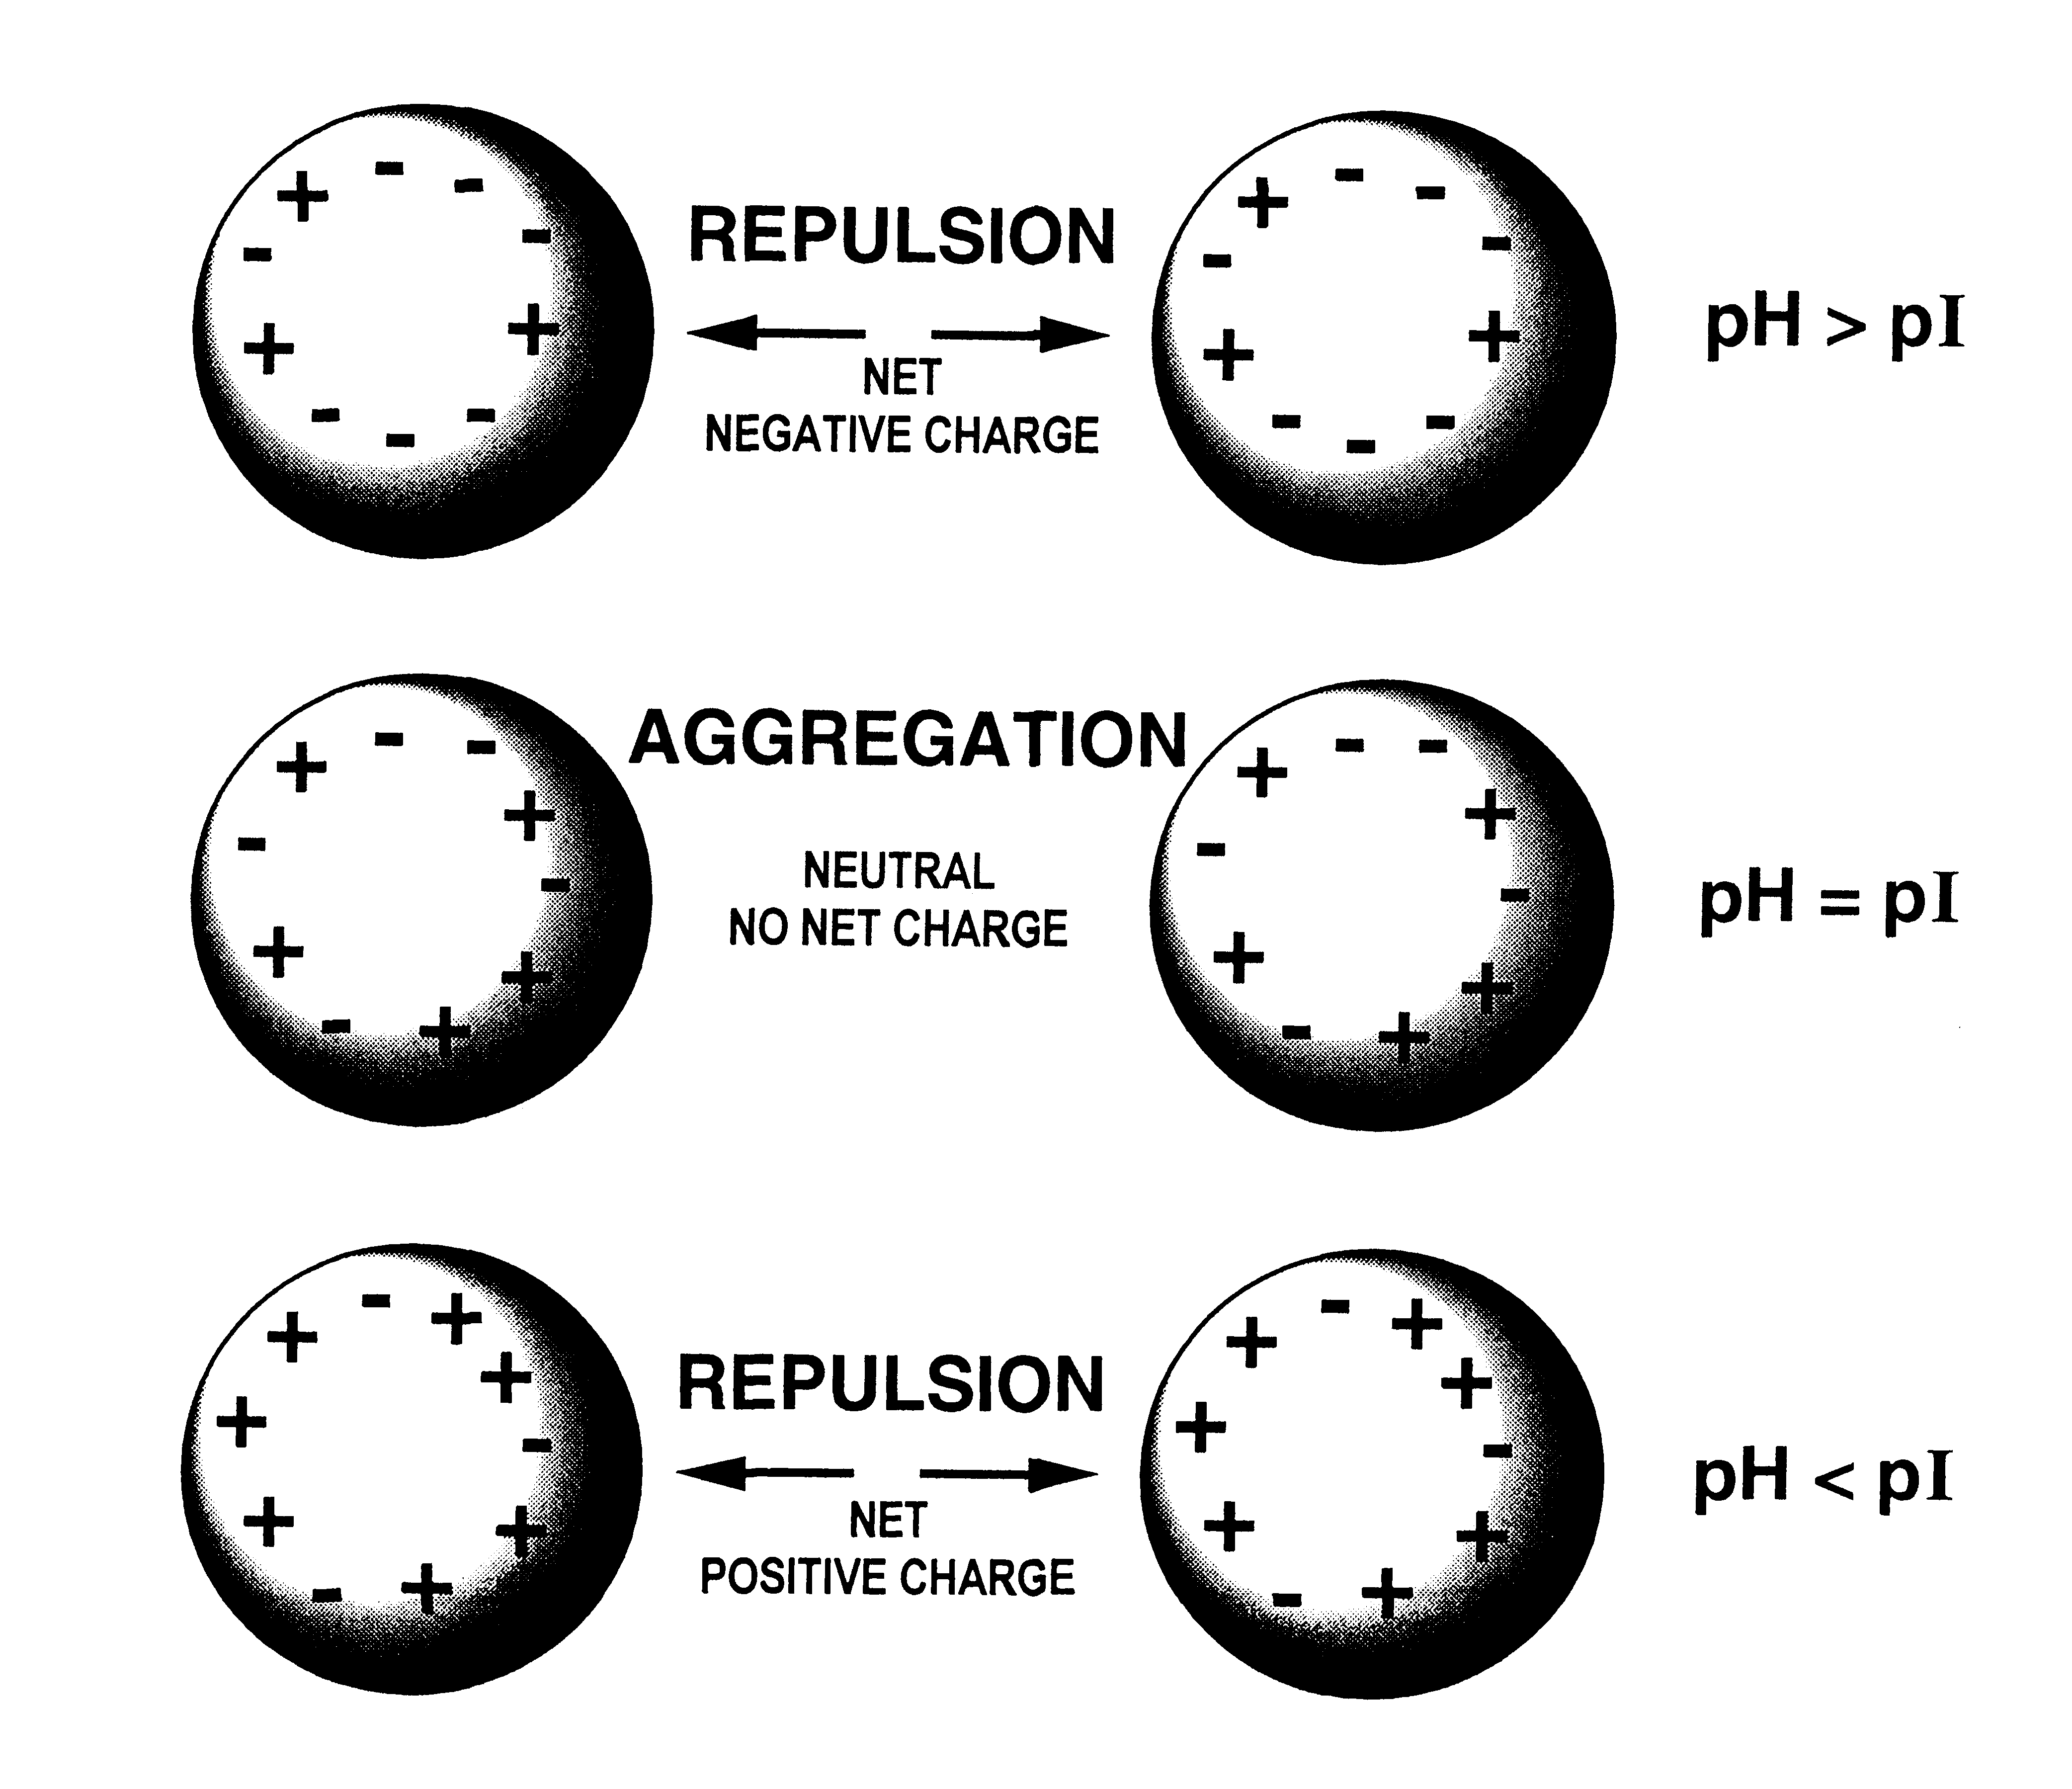 REPULSION
NET
NEGATIVE CHARGE
pH > pI
AGGREGATION
NEUTRAL
NO NET CHARGE
pH = pI
REPULSION
NET
POSITIVE CHARGE
pH < pI